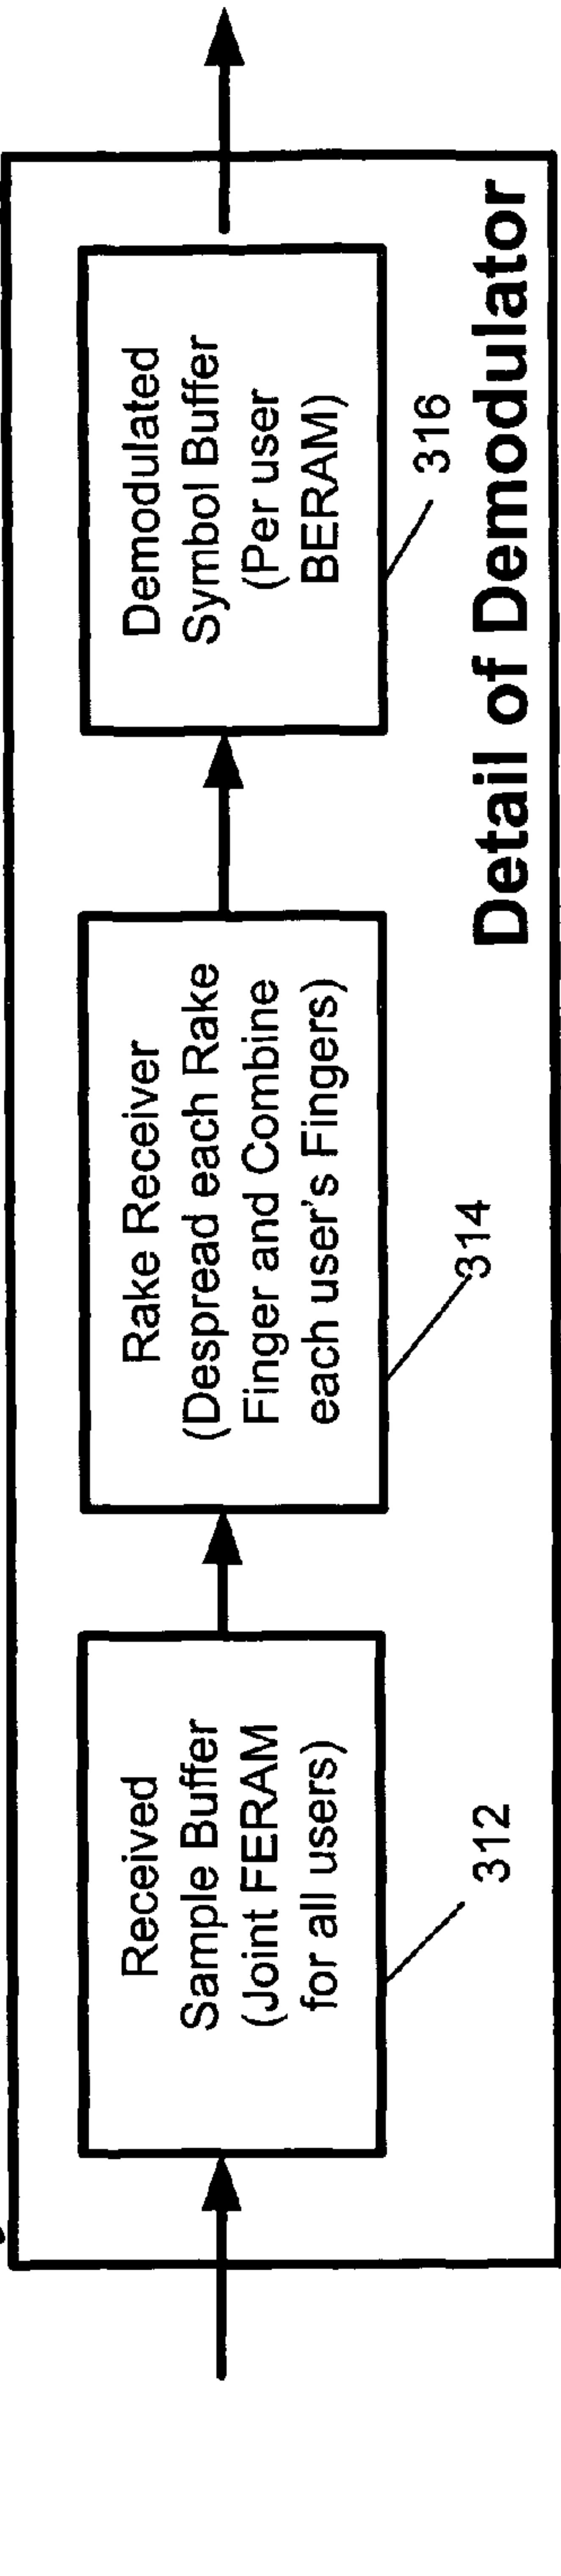 Received
Sample Buffer
(Joint FERAM
for all users)
312
Rake Receiver
(Despread each Rake
Finger and Combine
each user's Fingers)
314
Demodulated
Symbol Buffer
(Per user
BERAM)
316
Detail of Demodulator